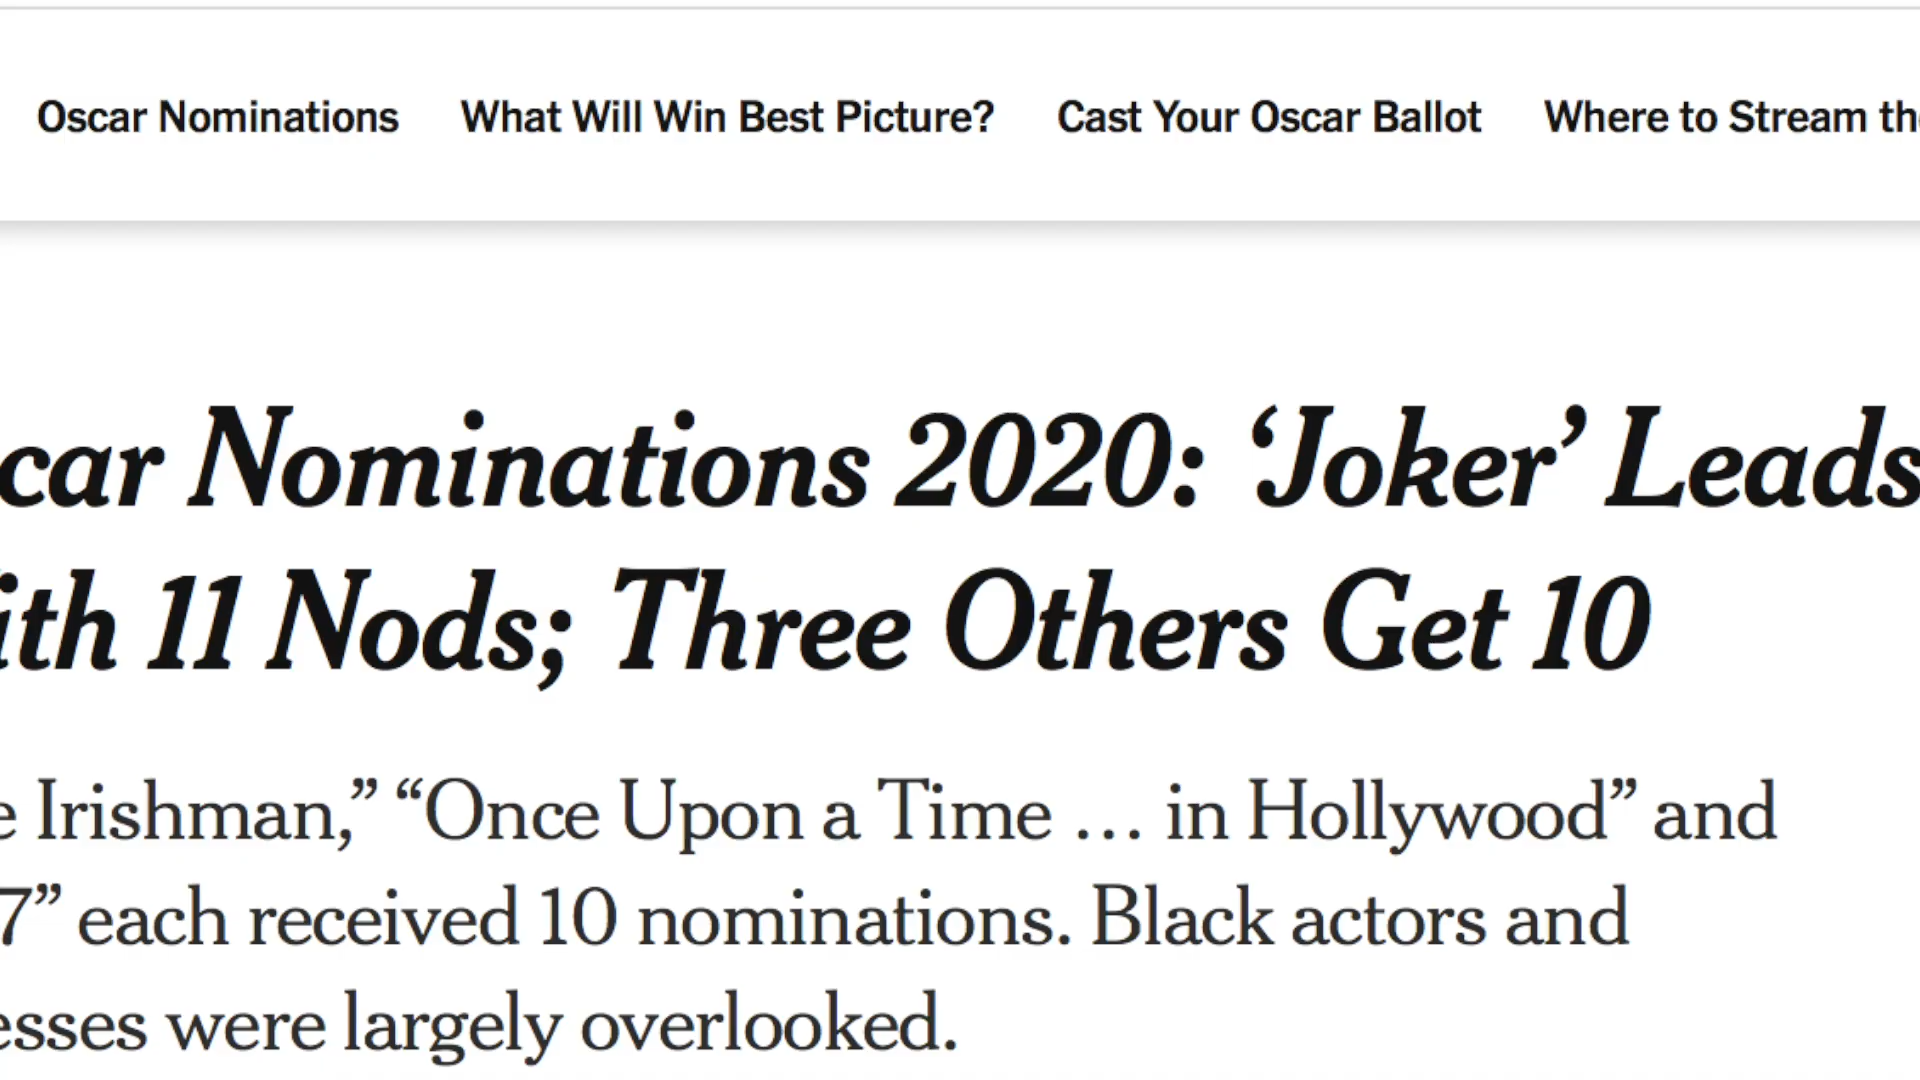 Oscar Nominations What Will Win Best Picture? Cast Your Oscar Ballot Where to Stream the
car Nominations 2020: ‘Joker’ Leads
ith 11 Nods; Three Others Get 10
e Irishman,” “Once Upon a Time … in Hollywood” and
7” each received 10 nominations. Black actors and
esses were largely overlooked.